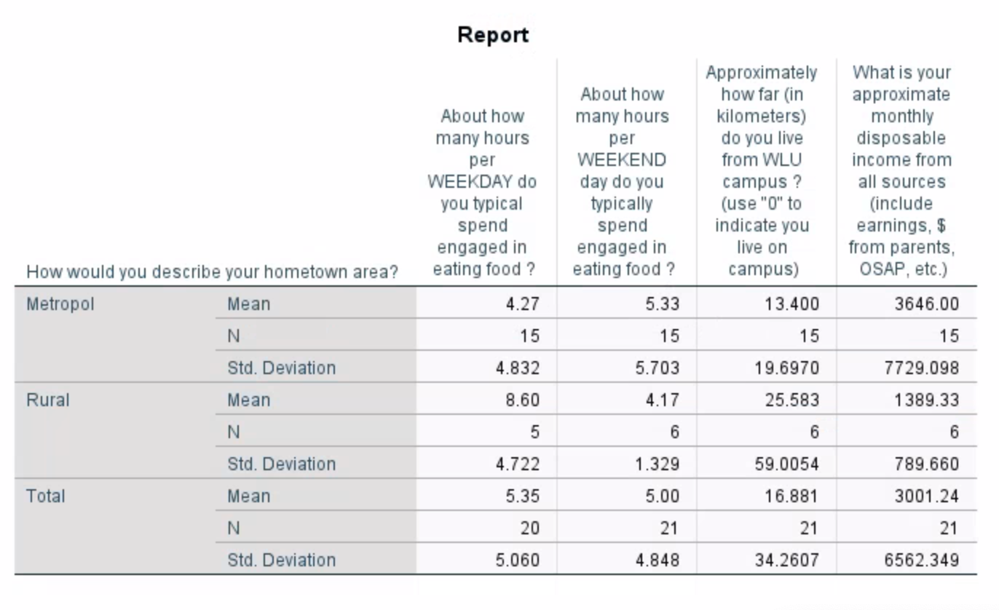 Report
About how
many hours
per
WEEKDAY do
you typical
spend
engaged in
eating food ?
About how
many hours
per
WEEKEND
day do you
typically
spend
engaged in
eating food ?
Approximately
how far (in
kilometers)
do you live
from WLU
campus ?
(use "0" to
indicate you
live on
campus)
What is your
approximate
monthly
disposable
income from
all sources
(include
earnings, $
from parents,
OSAP, etc.)
How would you describe your hometown area?
Metropol Mean 4.27 5.33 13.400 3646.00
N 15 15 15 15
Std. Deviation 4.832 5.703 19.6970 7729.098
Rural Mean 8.60 4.17 25.583 1389.33
N 5 6 6 6
Std. Deviation 4.722 1.329 59.0054 789.660
Total Mean 5.35 5.00 16.881 3001.24
N 20 21 21 21
Std. Deviation 5.060 4.848 34.2607 6562.349